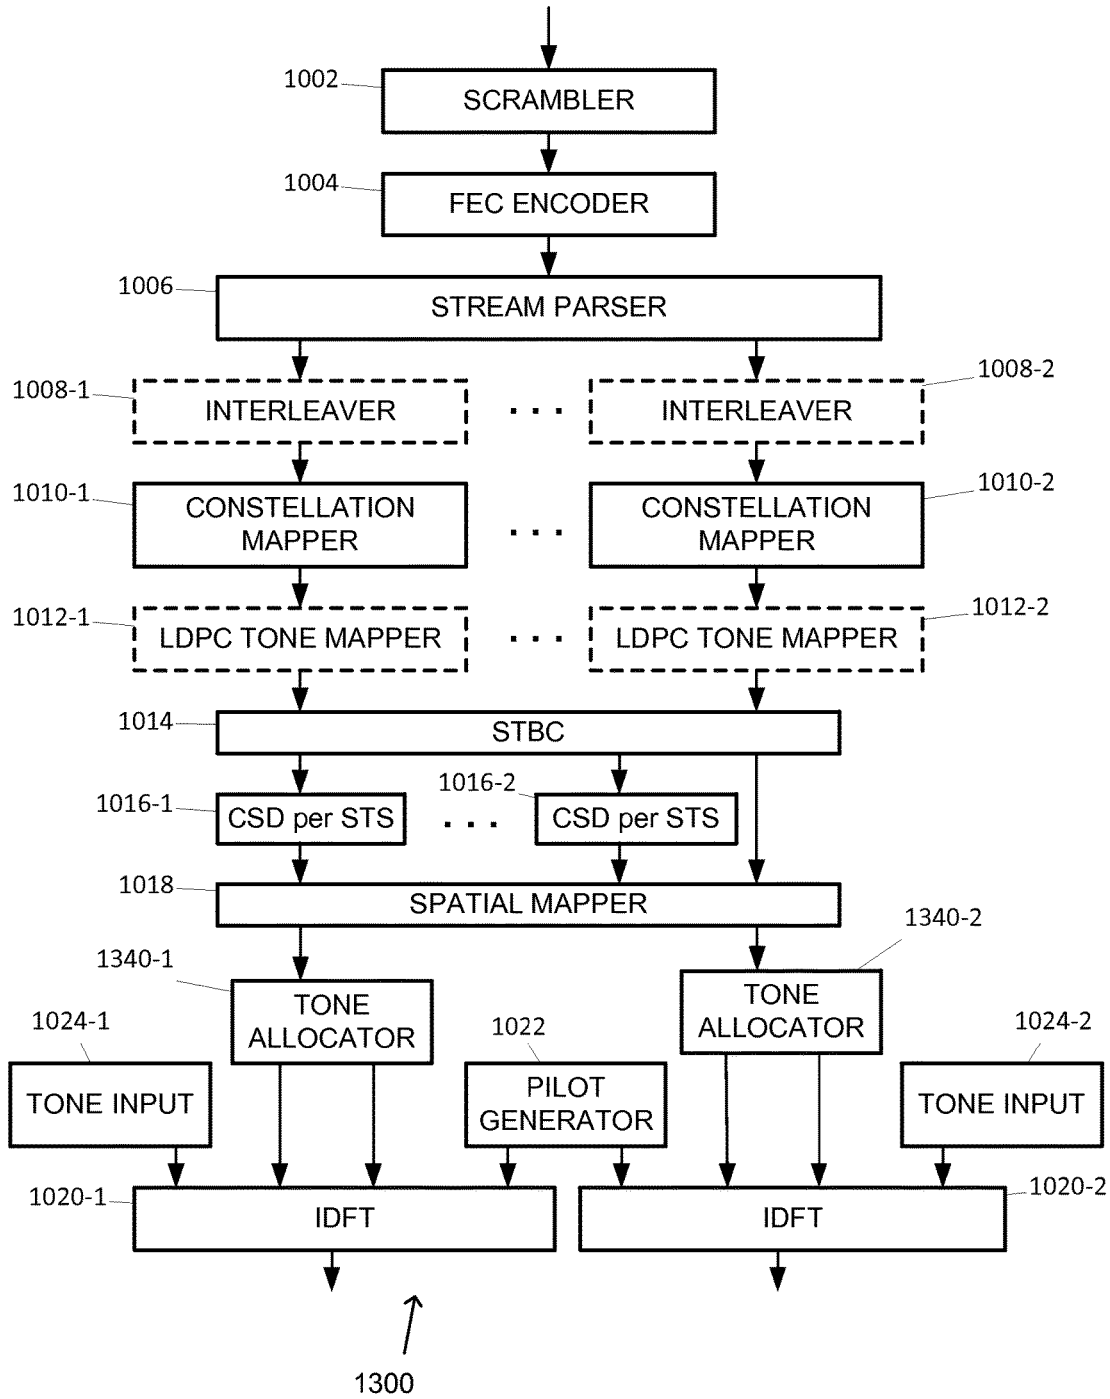 1002
SCRAMBLER
1004
FEC ENCODER
1006
STREAM PARSER
1008-1
INTERLEAVER
. . .
INTERLEAVER
1008-2
1010-1
CONSTELLATION
MAPPER
. . .
CONSTELLATION
MAPPER
1010-2
1012-1
LDPC TONE MAPPER
. . .
LDPC TONE MAPPER
1012-2
1014
STBC
1016-1
CSD per STS
. . .
1016-2
CSD per STS
1018
SPATIAL MAPPER
1340-1
TONE
ALLOCATOR
1340-2
TONE
ALLOCATOR
1024-1
TONE INPUT
1022
PILOT
GENERATOR
1024-2
TONE INPUT
1020-1
IDFT
IDFT
1020-2
1300